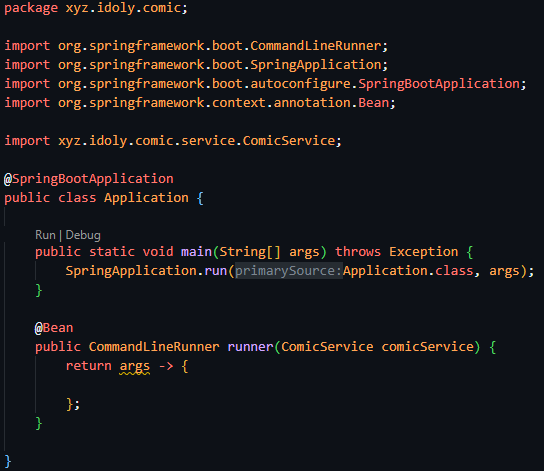 package xyz.idoly.comic;
import org.springframework.boot.CommandLineRunner;
import org.springframework.boot.SpringApplication;
import org.springframework.boot.autoconfigure.SpringBootApplication;
import org.springframework.context.annotation.Bean;
import xyz.idoly.comic.service.ComicService;
@SpringBootApplication
public class Application {
Run | Debug
public static void main(String[] args) throws Exception {
SpringApplication.run(primarySource:Application.class, args);
}
@Bean
public CommandLineRunner runner(ComicService comicService) {
return args -> {
};
}
}